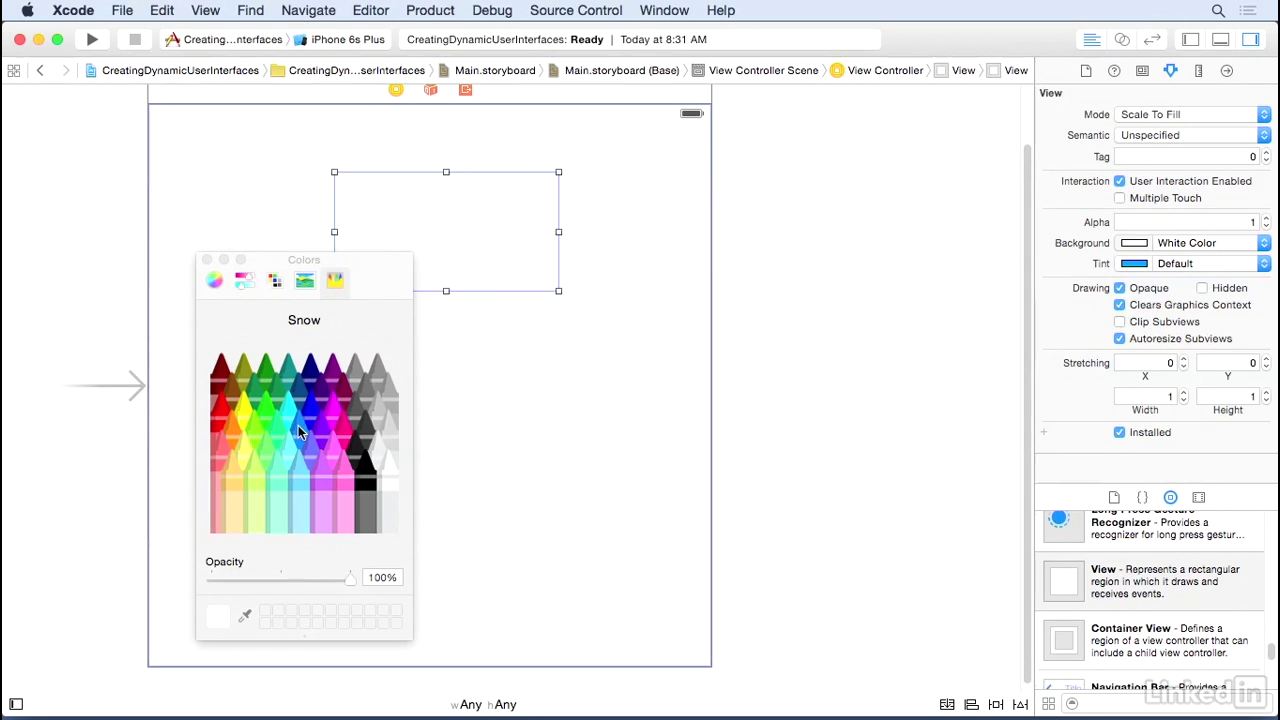 Xcode File Edit View Find Navigate Editor Product Debug Source Control Window Help
Creating...nterfaces iPhone 6s Plus CreatingDynamicUserInterfaces: Ready Today at 8:31 AM
CreatingDynamicUserInterfaces CreatingDyn...serInterfaces Main.storyboard Main.storyboard (Base) View Controller Scene View Controller View View
View
Mode Scale To Fill
Semantic Unspecified
Tag 0
Interaction User Interaction Enabled
Multiple Touch
Alpha 1
Background White Color
Tint Default
Drawing Opaque Hidden
Clears Graphics Context
Clip Subviews
Autoresize Subviews
Stretching 0 0
X Y
1 1
Width Height
Installed
Colors
Snow
Opacity
100%
Long Press Gesture
Recognizer - Provides a
recognizer for long press gestur...
View - Represents a rectangular
region in which it draws and
receives events.
Container View - Defines a
region of a view controller that can
include a child view controller.
Title Navigation Bar - Provides a
wAny hAny
LinkedIn